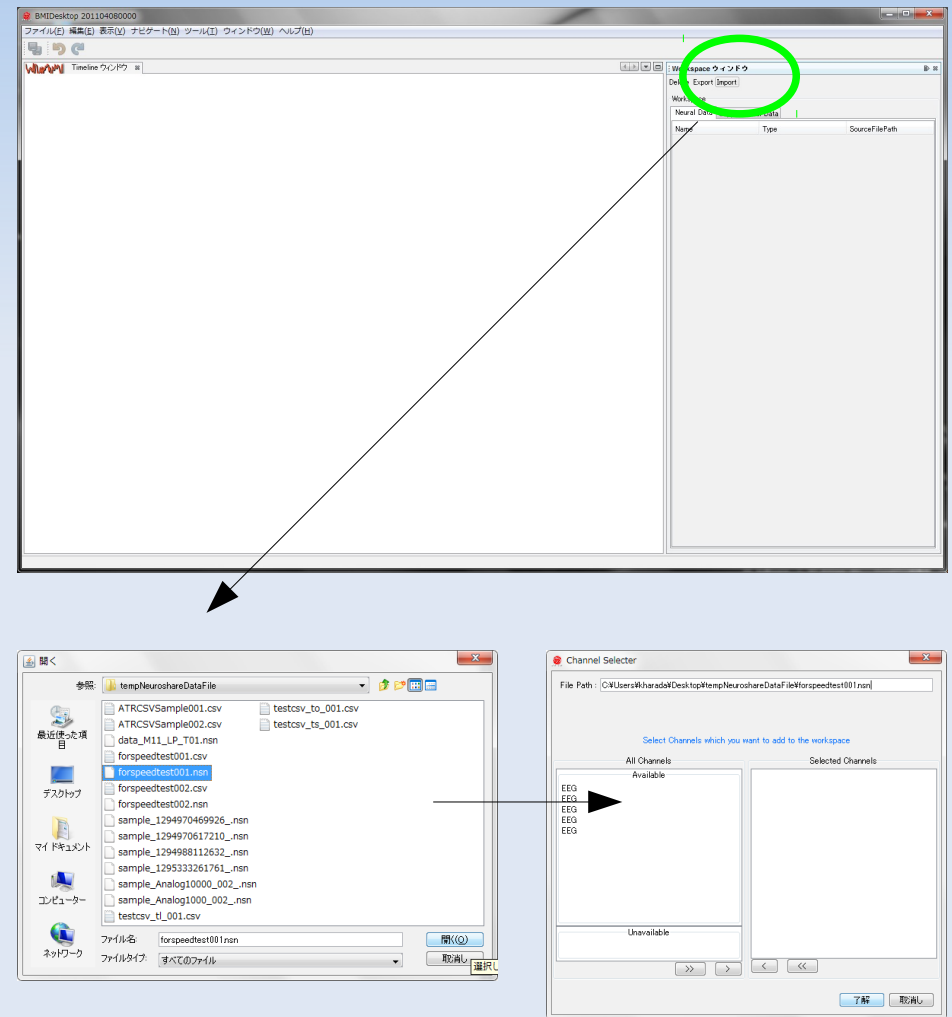 BMIDesktop 201104080000
ファイル(F) 編集(E) 表示(V) ナビゲート(N) ツール(T) ウィンドウ(W) ヘルプ(H)
Timeline ウィンドウ
Workspace ウィンドウ
Delete Export Import
Workspace
Neural Data Data
Name Type SourceFilePath
開く
参照: tempNeuroshareDataFile
最近使った項目
デスクトップ
マイ ドキュメント
コンピューター
ネットワーク
ATRCSVSample001.csv
ATRCSVSample002.csv
data_M11_LP_T01.nsn
forspeedtest001.csv
forspeedtest001.nsn
forspeedtest002.csv
forspeedtest002.nsn
sample_1294970469926_.nsn
sample_1294970617210_.nsn
sample_1294988112632_.nsn
sample_1295333261761_.nsn
sample_Analog10000_002_.nsn
sample_Analog1000_002_.nsn
testcsv_tl_001.csv
testcsv_to_001.csv
testcsv_ts_001.csv
ファイル名: forspeedtest001.nsn
開く(O)
ファイルタイプ: すべてのファイル
取消し
選択し
Channel Selecter
File Path : C:¥Users¥kharada¥Desktop¥tempNeuroshareDataFile¥forspeedtest001.nsn
Select Channels which you want to add to the workspace
All Channels
Selected Channels
Available
EEG
EEG
EEG
EEG
EEG
Unavailable
>> > < <<
了解 取消し